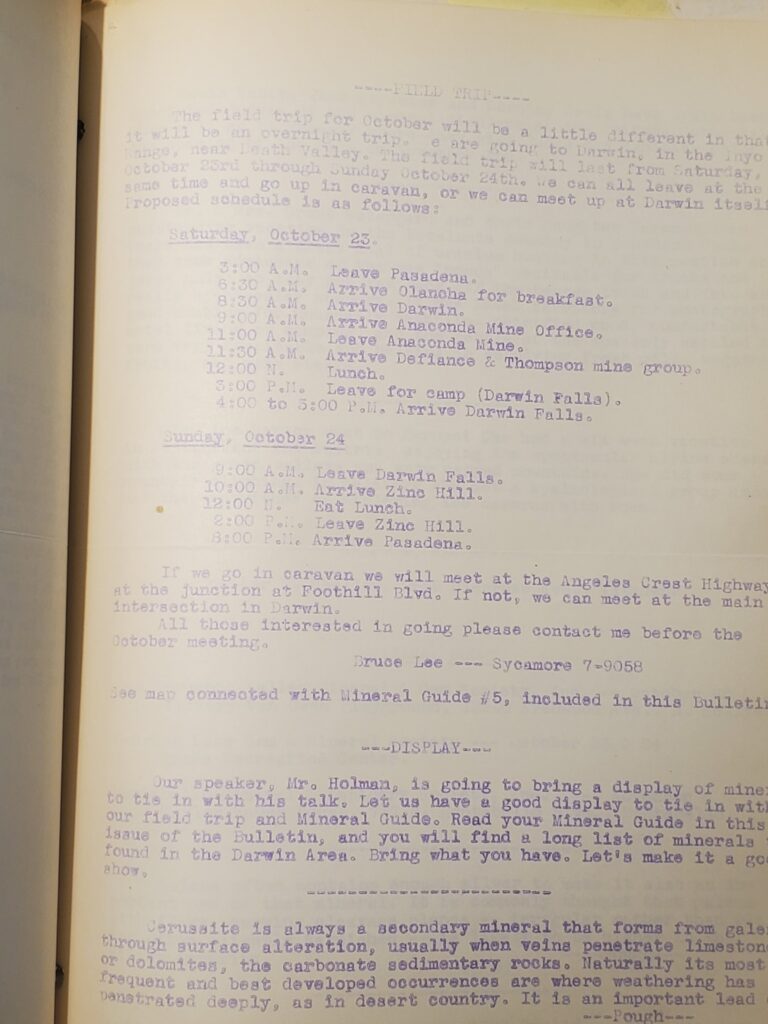 ----FIELD TRIP----
The field trip for October will be a little different in that
it will be an overnight trip. e are going to Darwin, in the Inyo
Range, near Death Valley. The field trip will last from Saturday,
October 23rd through Sunday October 24th. We can all leave at the
same time and go up in caravan, or we can meet up at Darwin itself
Proposed schedule is as follows:
Saturday, October 23.
3:00 A.M. Leave Pasadena.
6:30 A.M. Arrive Olancha for breakfast.
8:30 A.M. Arrive Darwin.
9:00 A.M. Arrive Anaconda Mine Office.
11:00 A.M. Leave Anaconda Mine.
11:30 A.M. Arrive Defiance & Thompson mine group.
12:00 N. Lunch.
3:00 P.M. Leave for camp (Darwin Falls).
4:00 to 5:00 P.M. Arrive Darwin Falls.
Sunday, October 24
9:00 A.M. Leave Darwin Falls.
10:00 A.M. Arrive Zinc Hill.
12:00 N. Eat Lunch.
2:00 P.M. Leave Zinc Hill.
8:00 P.M. Arrive Pasadena.
If we go in caravan we will meet at the Angeles Crest Highway
at the junction at Foothill Blvd. If not, we can meet at the main
intersection in Darwin.
All those interested in going please contact me before the
October meeting.
Bruce Lee --- Sycamore 7-9058
See map connected with Mineral Guide #5, included in this Bulletin
---DISPLAY---
Our speaker, Mr. Holman, is going to bring a display of mine
to tie in with his talk. Let us have a good display to tie in with
our field trip and Mineral Guide. Read your Mineral Guide in this
issue of the Bulletin, and you will find a long list of minerals
found in the Darwin Area. Bring what you have. Let's make it a goo
show.
------------------------
Cerussite is always a secondary mineral that forms from gale
through surface alteration, usually when veins penetrate limeston
or dolomites, the carbonate sedimentary rocks. Naturally its most
frequent and best developed occurrences are where weathering has
penetrated deeply, as in desert country. It is an important lead
---Pough---